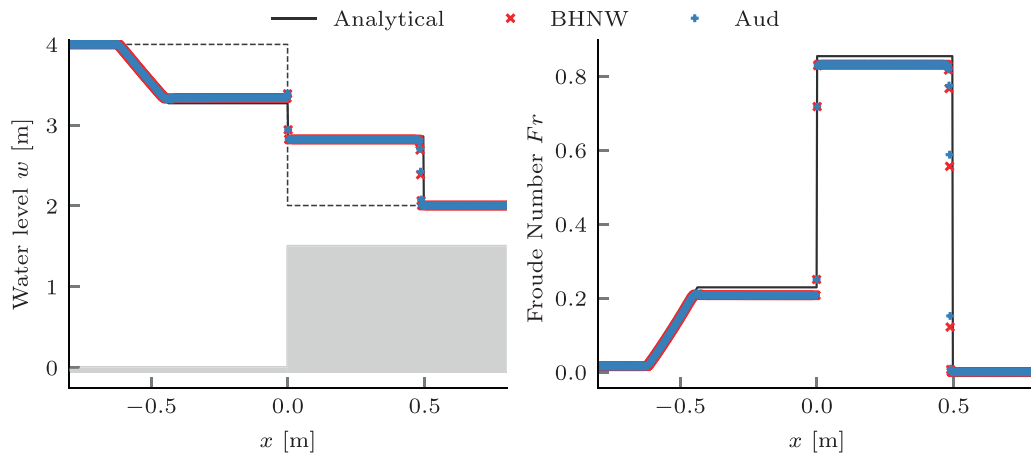 Analytical BHNW Aud
Water level w [m]
4
3
2
1
0
−0.5 0.0 0.5
x [m]
Froude Number Fr
0.8
0.6
0.4
0.2
0.0
−0.5 0.0 0.5
x [m]